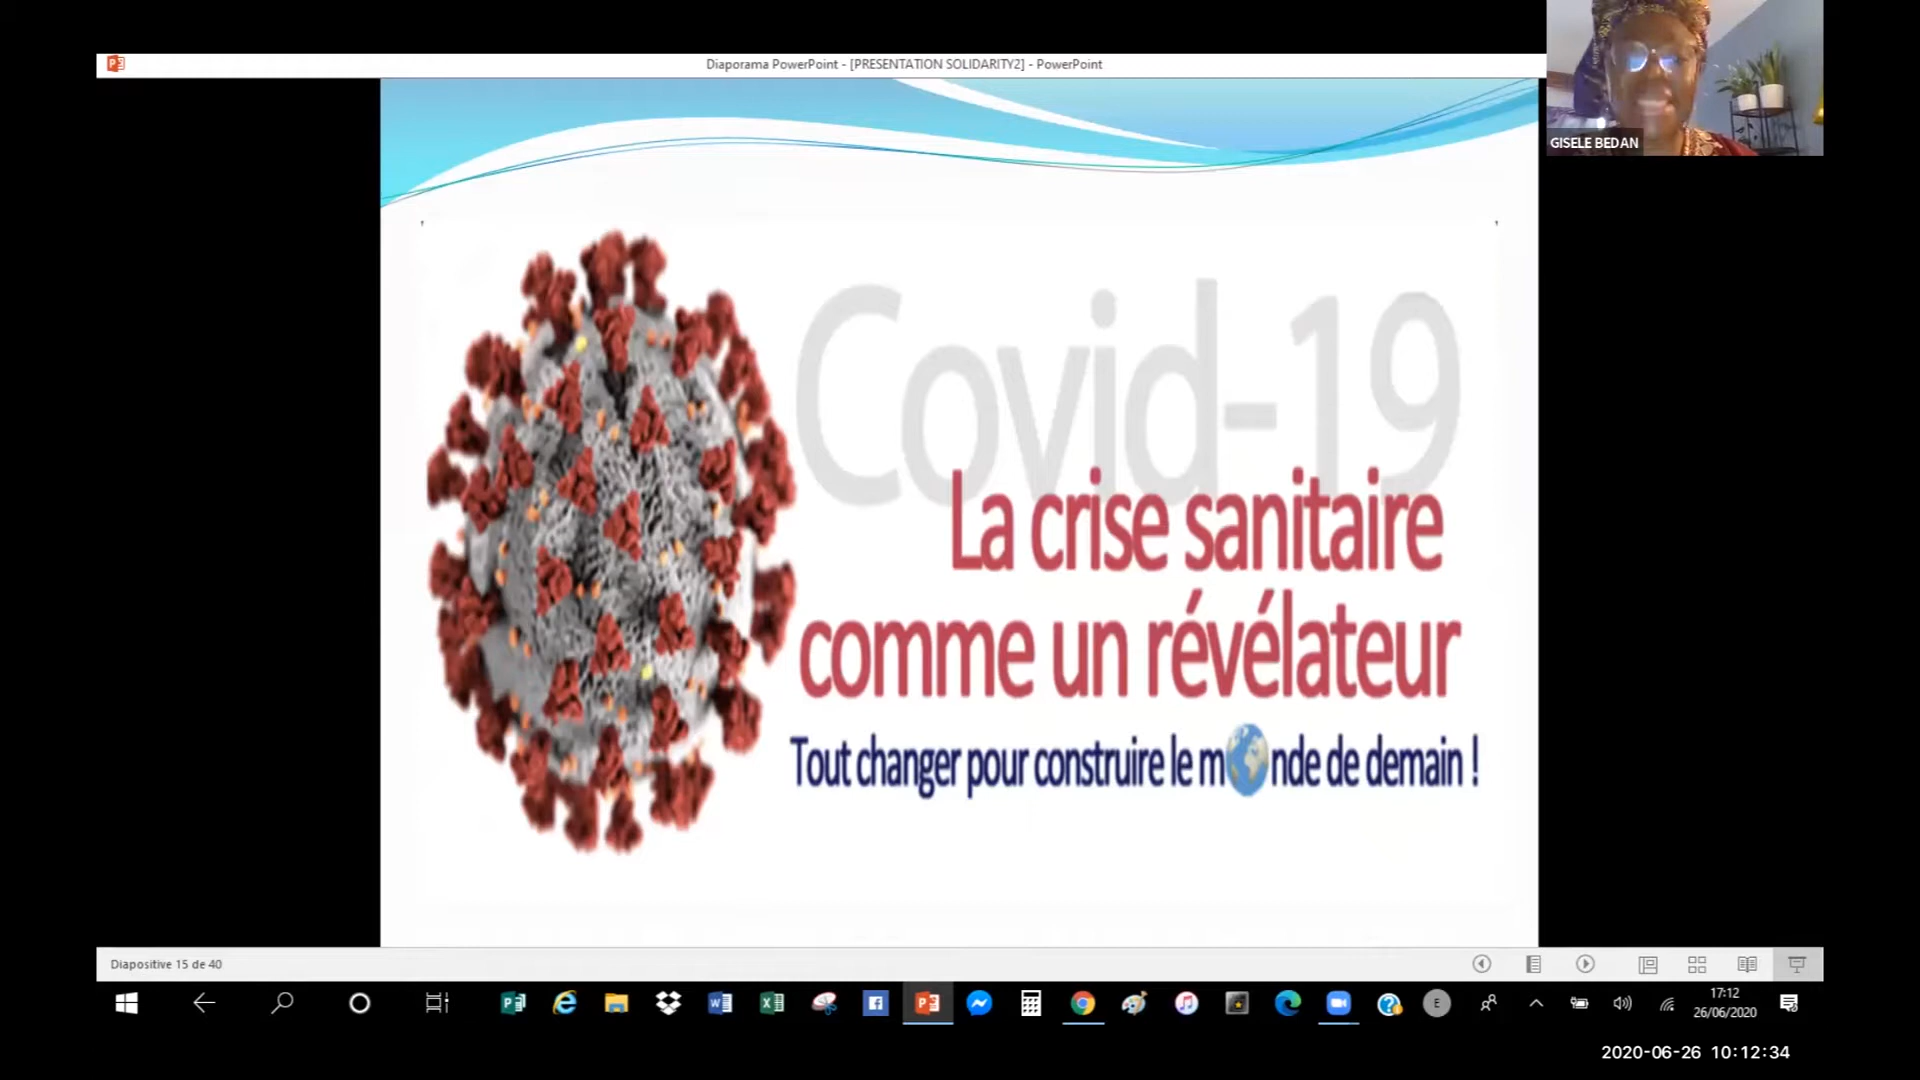 Diaporama PowerPoint - [PRESENTATION SOLIDARITY2] - PowerPoint
GISELE BEDAN
Covid-19
La crise sanitaire
comme un révélateur
Tout changer pour construire le monde de demain !
Diapositive 15 de 40
17:12
26/06/2020
2020-06-26 10:12:34